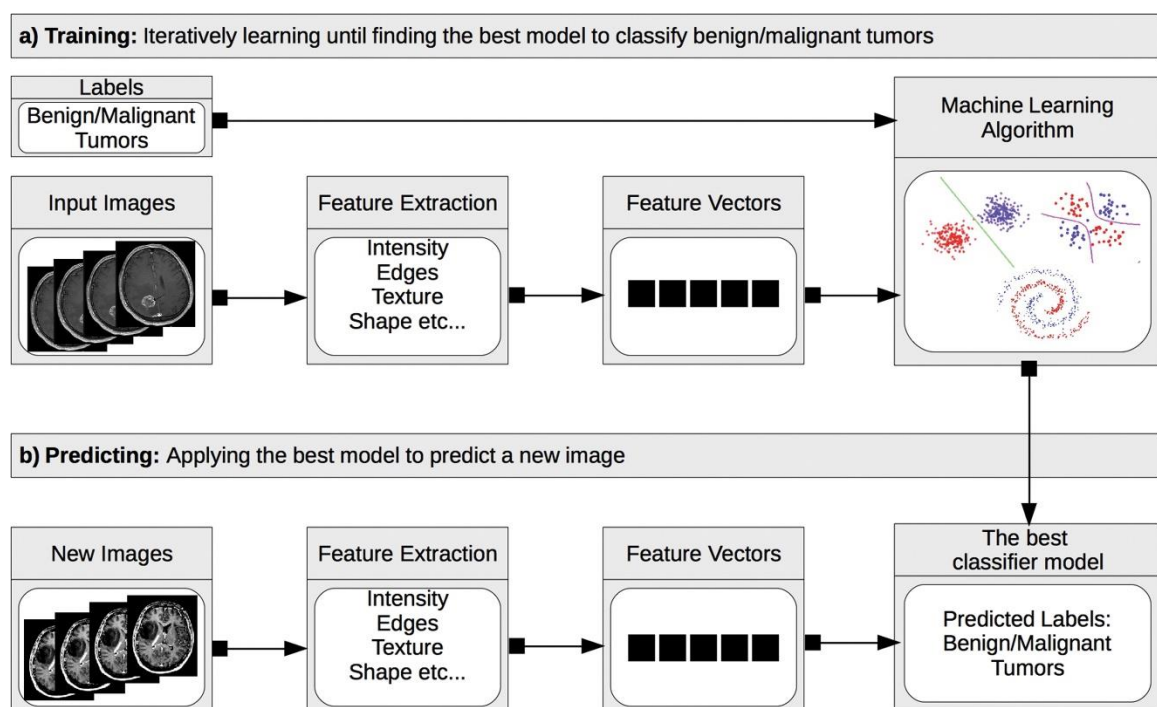 a) Training: Iteratively learning until finding the best model to classify benign/malignant tumors
Labels
Benign/Malignant
Tumors
Machine Learning
Algorithm
Input Images
Feature Extraction
Intensity
Edges
Texture
Shape etc...
Feature Vectors
b) Predicting: Applying the best model to predict a new image
New Images
Feature Extraction
Intensity
Edges
Texture
Shape etc...
Feature Vectors
The best
classifier model
Predicted Labels:
Benign/Malignant
Tumors